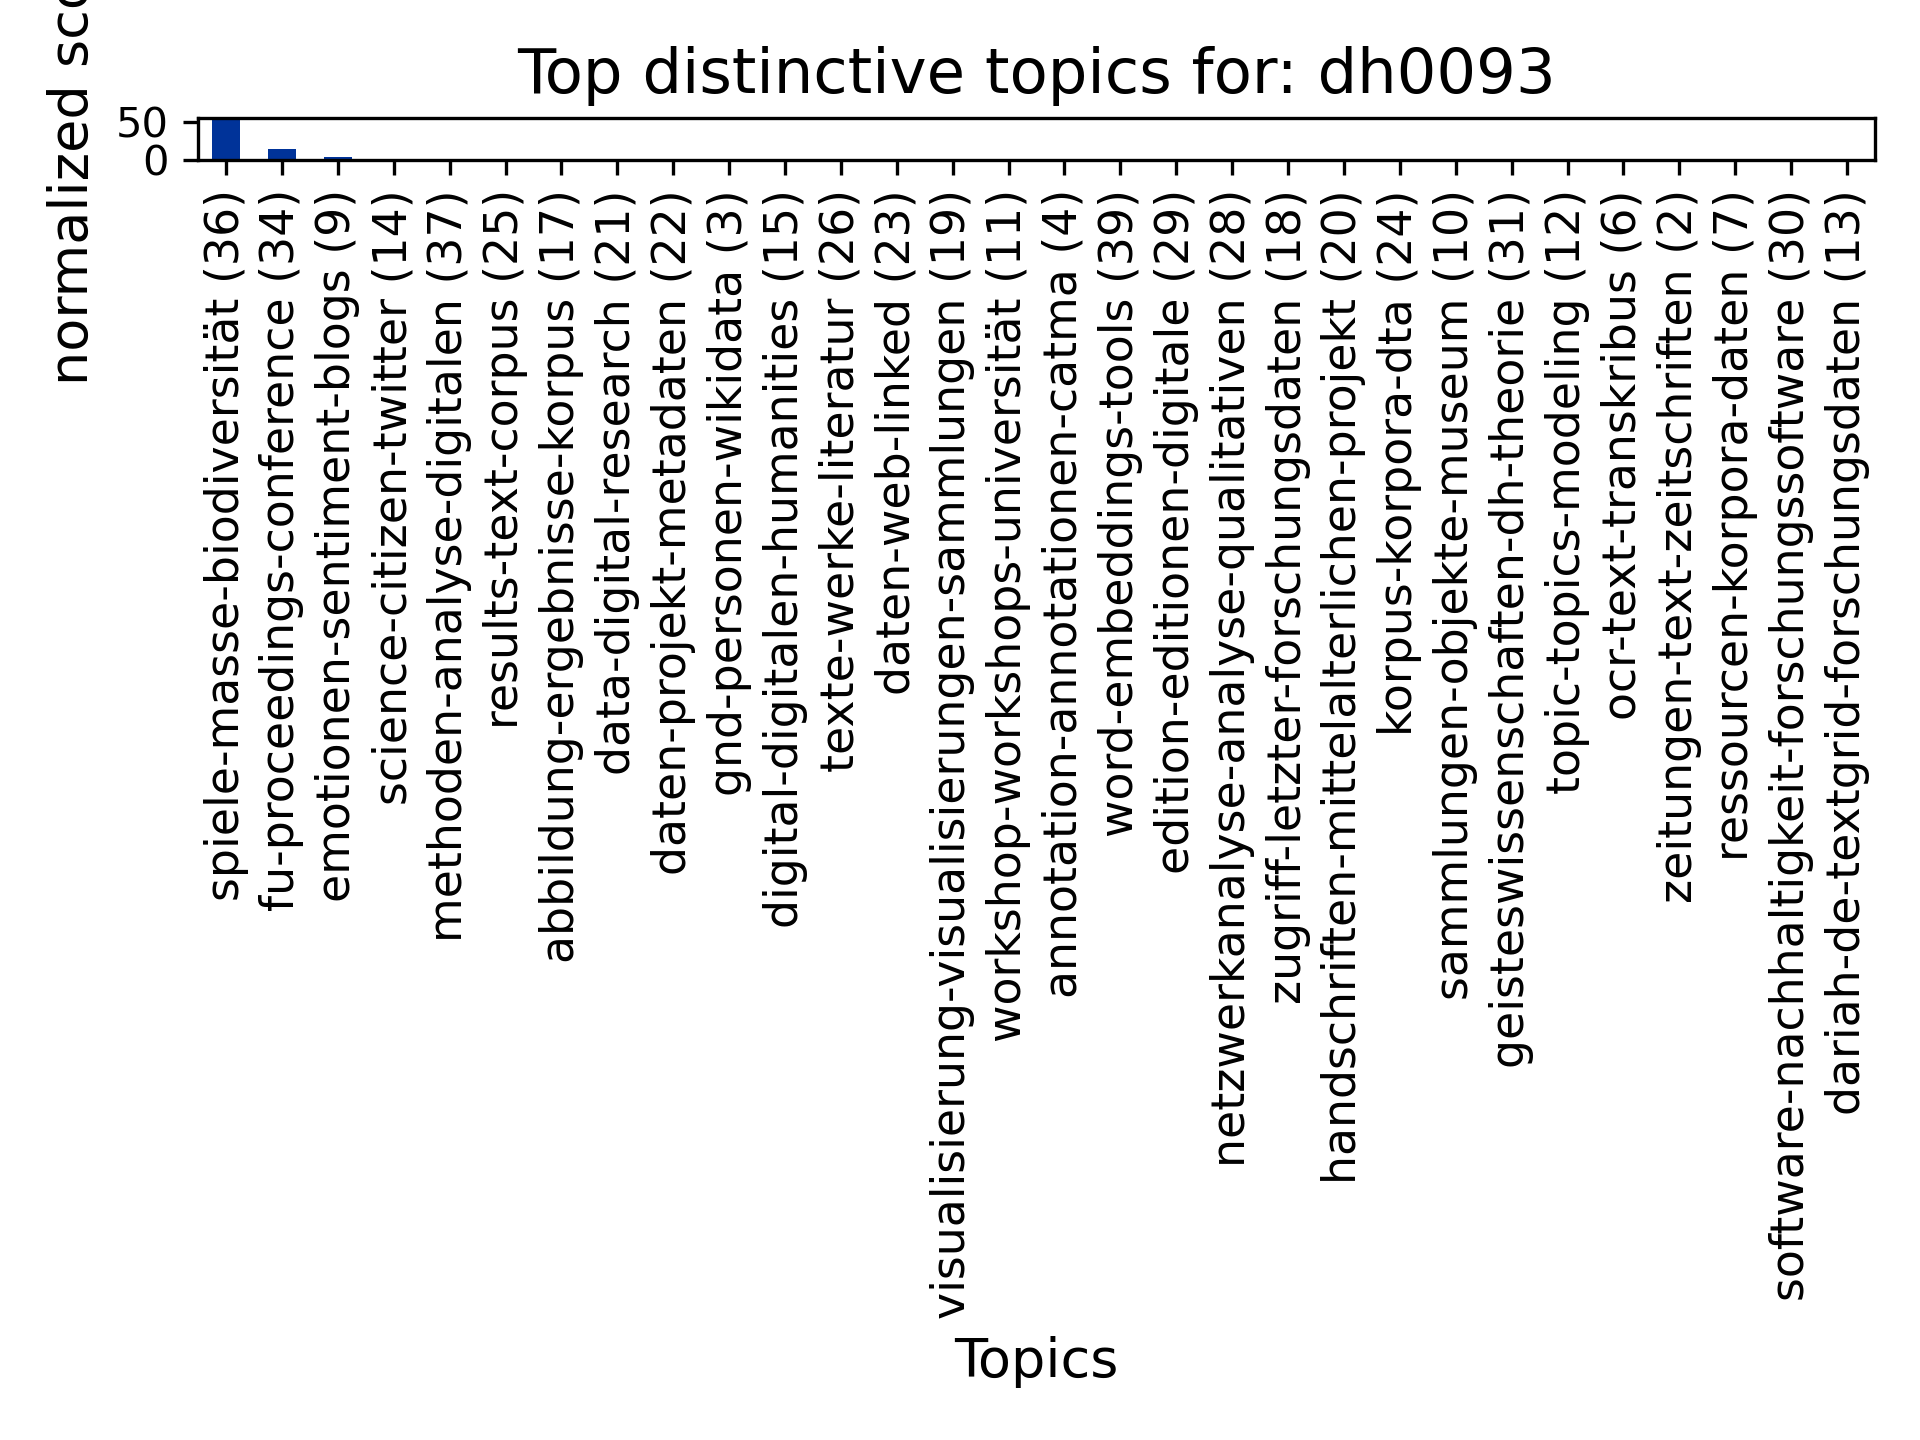 Top distinctive topics for: dh0093
normalized sco
50
0
spiele-masse-biodiversität (36)
fu-proceedings-conference (34)
emotionen-sentiment-blogs (9)
science-citizen-twitter (14)
methoden-analyse-digitalen (37)
results-text-corpus (25)
abbildung-ergebnisse-korpus (17)
data-digital-research (21)
daten-projekt-metadaten (22)
gnd-personen-wikidata (3)
digital-digitalen-humanities (15)
texte-werke-literatur (26)
daten-web-linked (23)
visualisierung-visualisierungen-sammlungen (19)
workshop-workshops-universität (11)
annotation-annotationen-catma (4)
word-embeddings-tools (39)
edition-editionen-digitale (29)
netzwerkanalyse-analyse-qualitativen (28)
zugriff-letzter-forschungsdaten (18)
handschriften-mittelalterlichen-projekt (20)
korpus-korpora-dta (24)
sammlungen-objekte-museum (10)
geisteswissenschaften-dh-theorie (31)
topic-topics-modeling (12)
ocr-text-transkribus (6)
zeitungen-text-zeitschriften (2)
ressourcen-korpora-daten (7)
software-nachhaltigkeit-forschungssoftware (30)
dariah-de-textgrid-forschungsdaten (13)
Topics